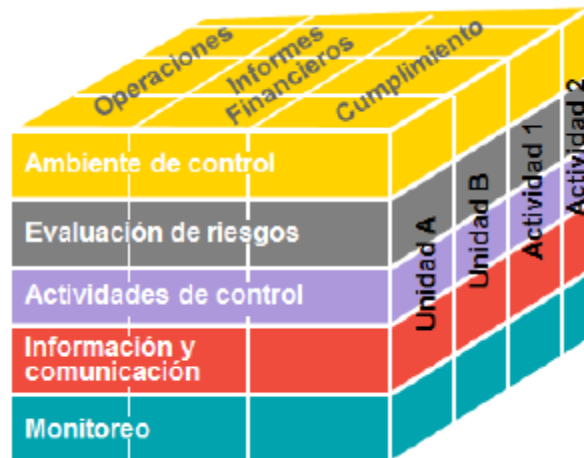 Operaciones
Informes
Financieros
Cumplimiento
Ambiente de control
Evaluación de riesgos
Actividades de control
Información y
comunicación
Monitoreo
Unidad A
Unidad B
Actividad 1
Actividad 2